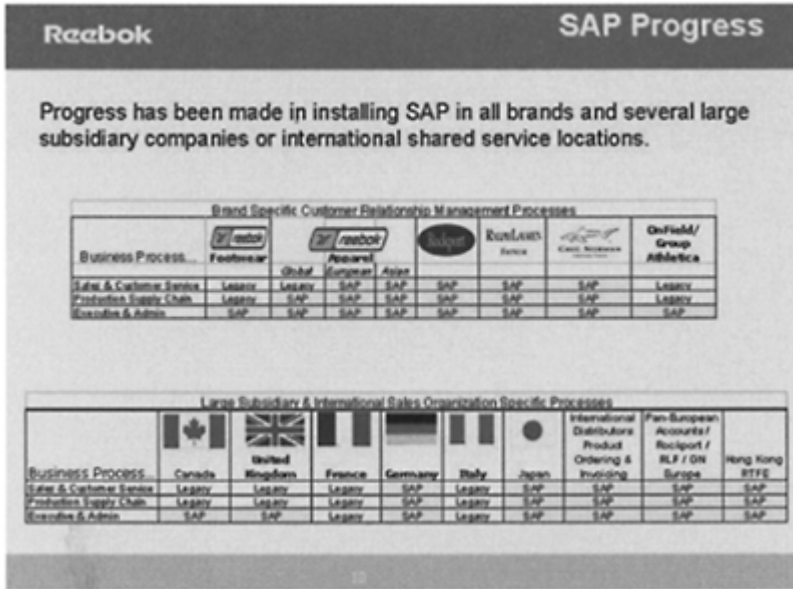 Reebok
SAP Progress
Progress has been made in installing SAP in all brands and several large
subsidiary companies or international shared service locations.
Brand Specific Customer Relationship Management Processes
Business Process... Footwear Apparel Rockport RALPH LAUREN GREG NORMAN OnField/ Group Athletica
Reebok Reebok
Global European Asian
Sales & Customer Service Legacy Legacy SAP SAP SAP SAP SAP Legacy
Production Supply Chain Legacy SAP SAP SAP SAP SAP SAP Legacy
Executive & Admin SAP SAP SAP SAP SAP SAP SAP SAP
Large Subsidiary & International Sales Organization Specific Processes
Business Process... Canada United Kingdom France Germany Italy Japan International Distributors Product Ordering & Invoicing Pan-European Accounts / Rockport / RLF / GN Europe Hong Kong RTFE
Sales & Customer Service Legacy Legacy Legacy SAP Legacy SAP SAP SAP SAP
Production Supply Chain Legacy Legacy Legacy SAP Legacy SAP SAP SAP SAP
Executive & Admin SAP SAP Legacy SAP Legacy SAP SAP SAP SAP